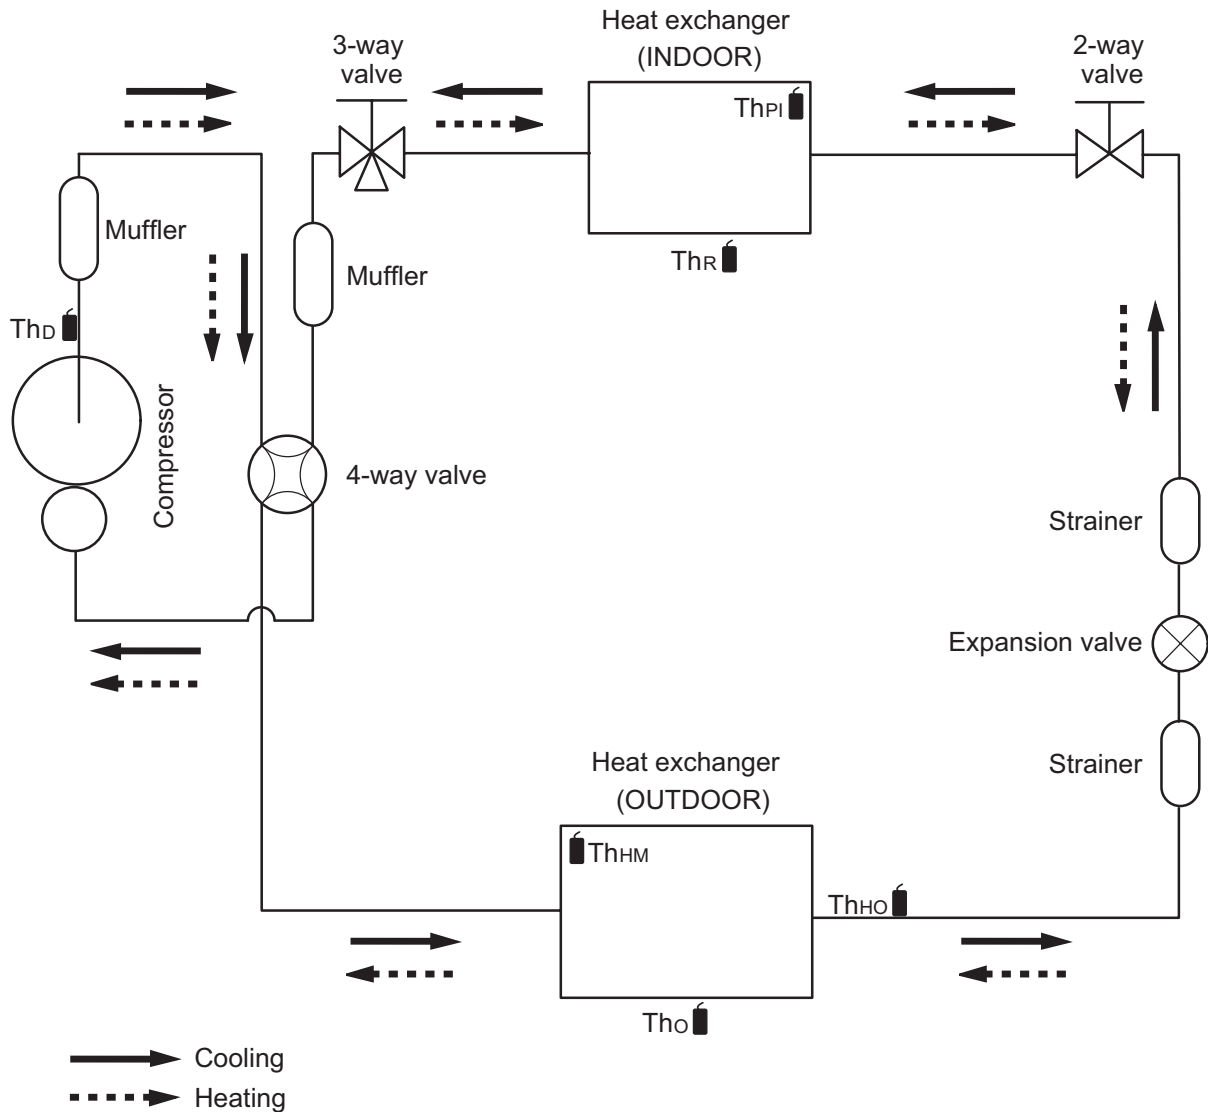 Heat exchanger
(INDOOR)
3-way
valve
2-way
valve
ThPI
Muffler
ThR
Muffler
ThD
Compressor
4-way valve
Strainer
Expansion valve
Strainer
Heat exchanger
(OUTDOOR)
ThHM
ThHO
ThO
Cooling
Heating